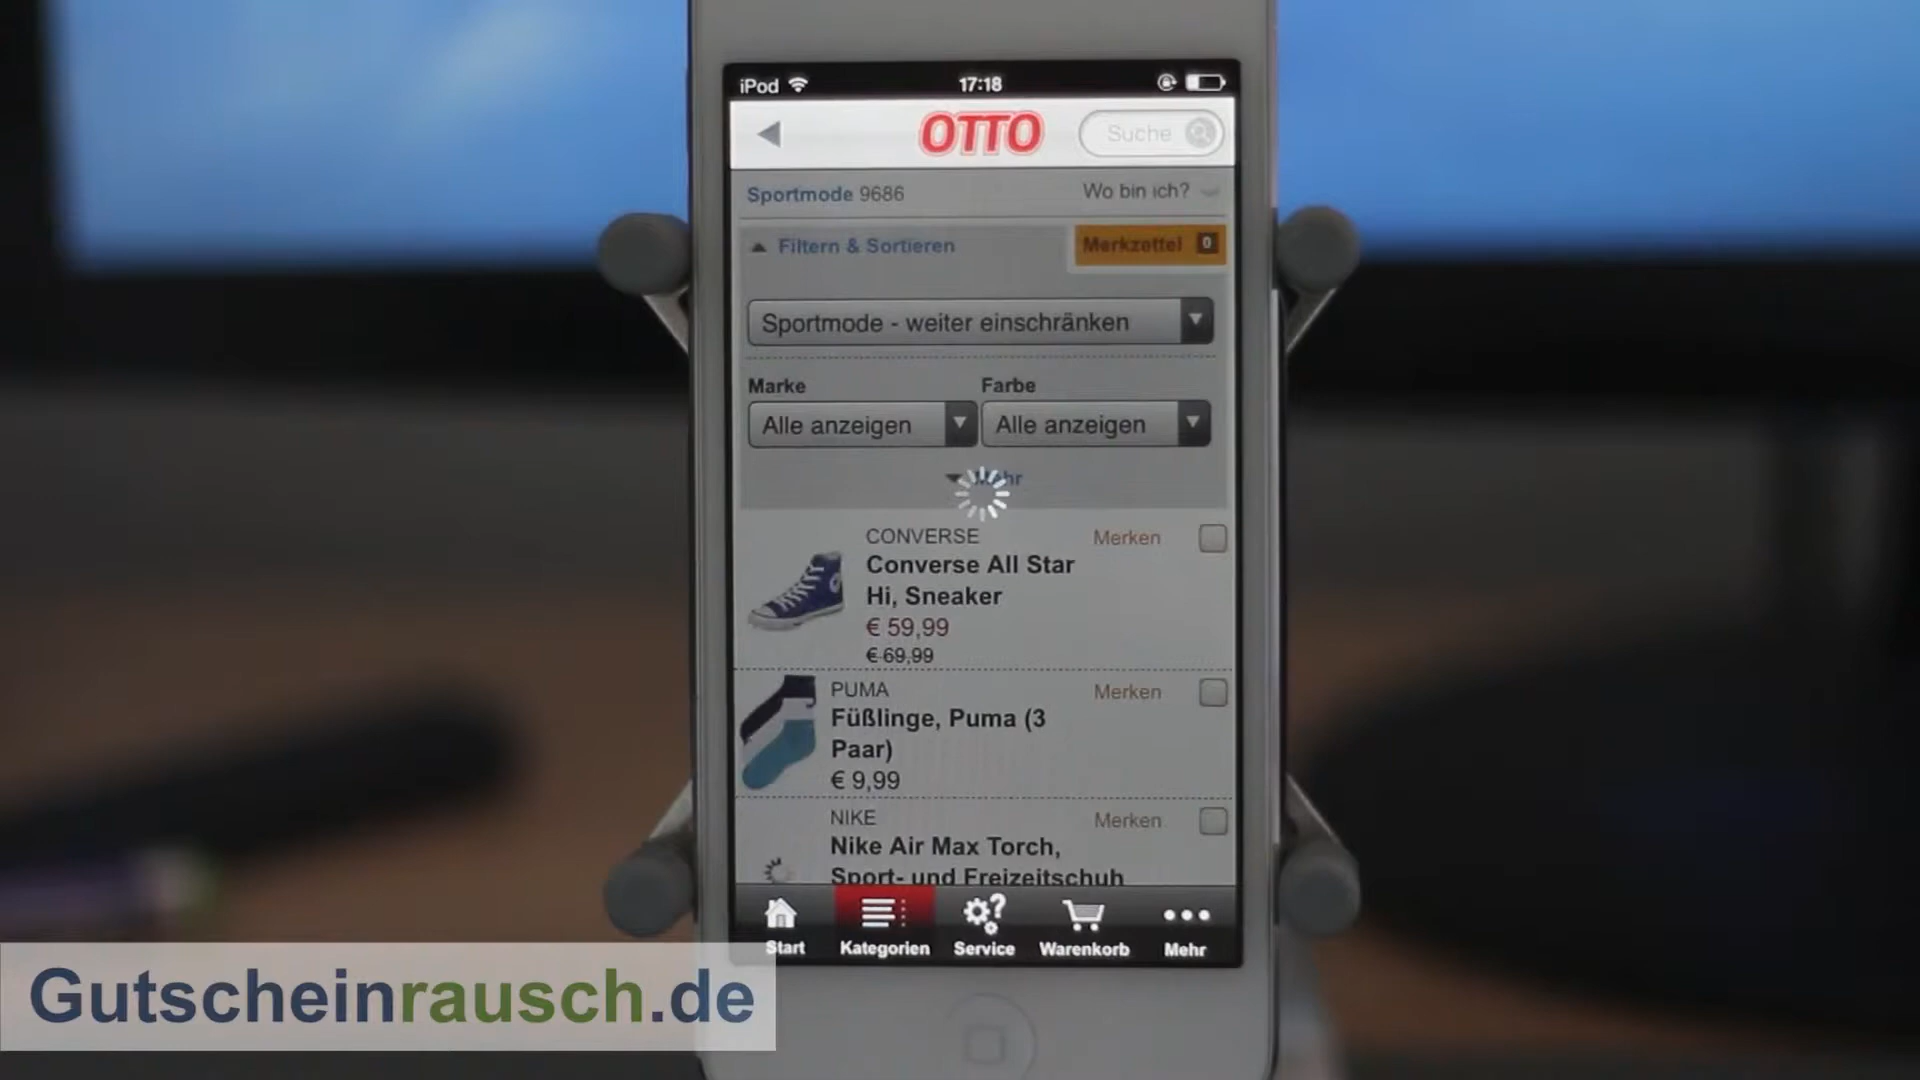 iPod 17:18
OTTO Suche
Sportmode 9686 Wo bin ich?
Filtern & Sortieren Merkzettel 0
Sportmode - weiter einschränken
Marke Farbe
Alle anzeigen Alle anzeigen
Mehr
CONVERSE Merken
Converse All Star
Hi, Sneaker
€ 59,99
€ 69,99
PUMA Merken
Füßlinge, Puma (3
Paar)
€ 9,99
NIKE Merken
Nike Air Max Torch,
Sport- und Freizeitschuh
Start Kategorien Service Warenkorb Mehr
Gutscheinrausch.de